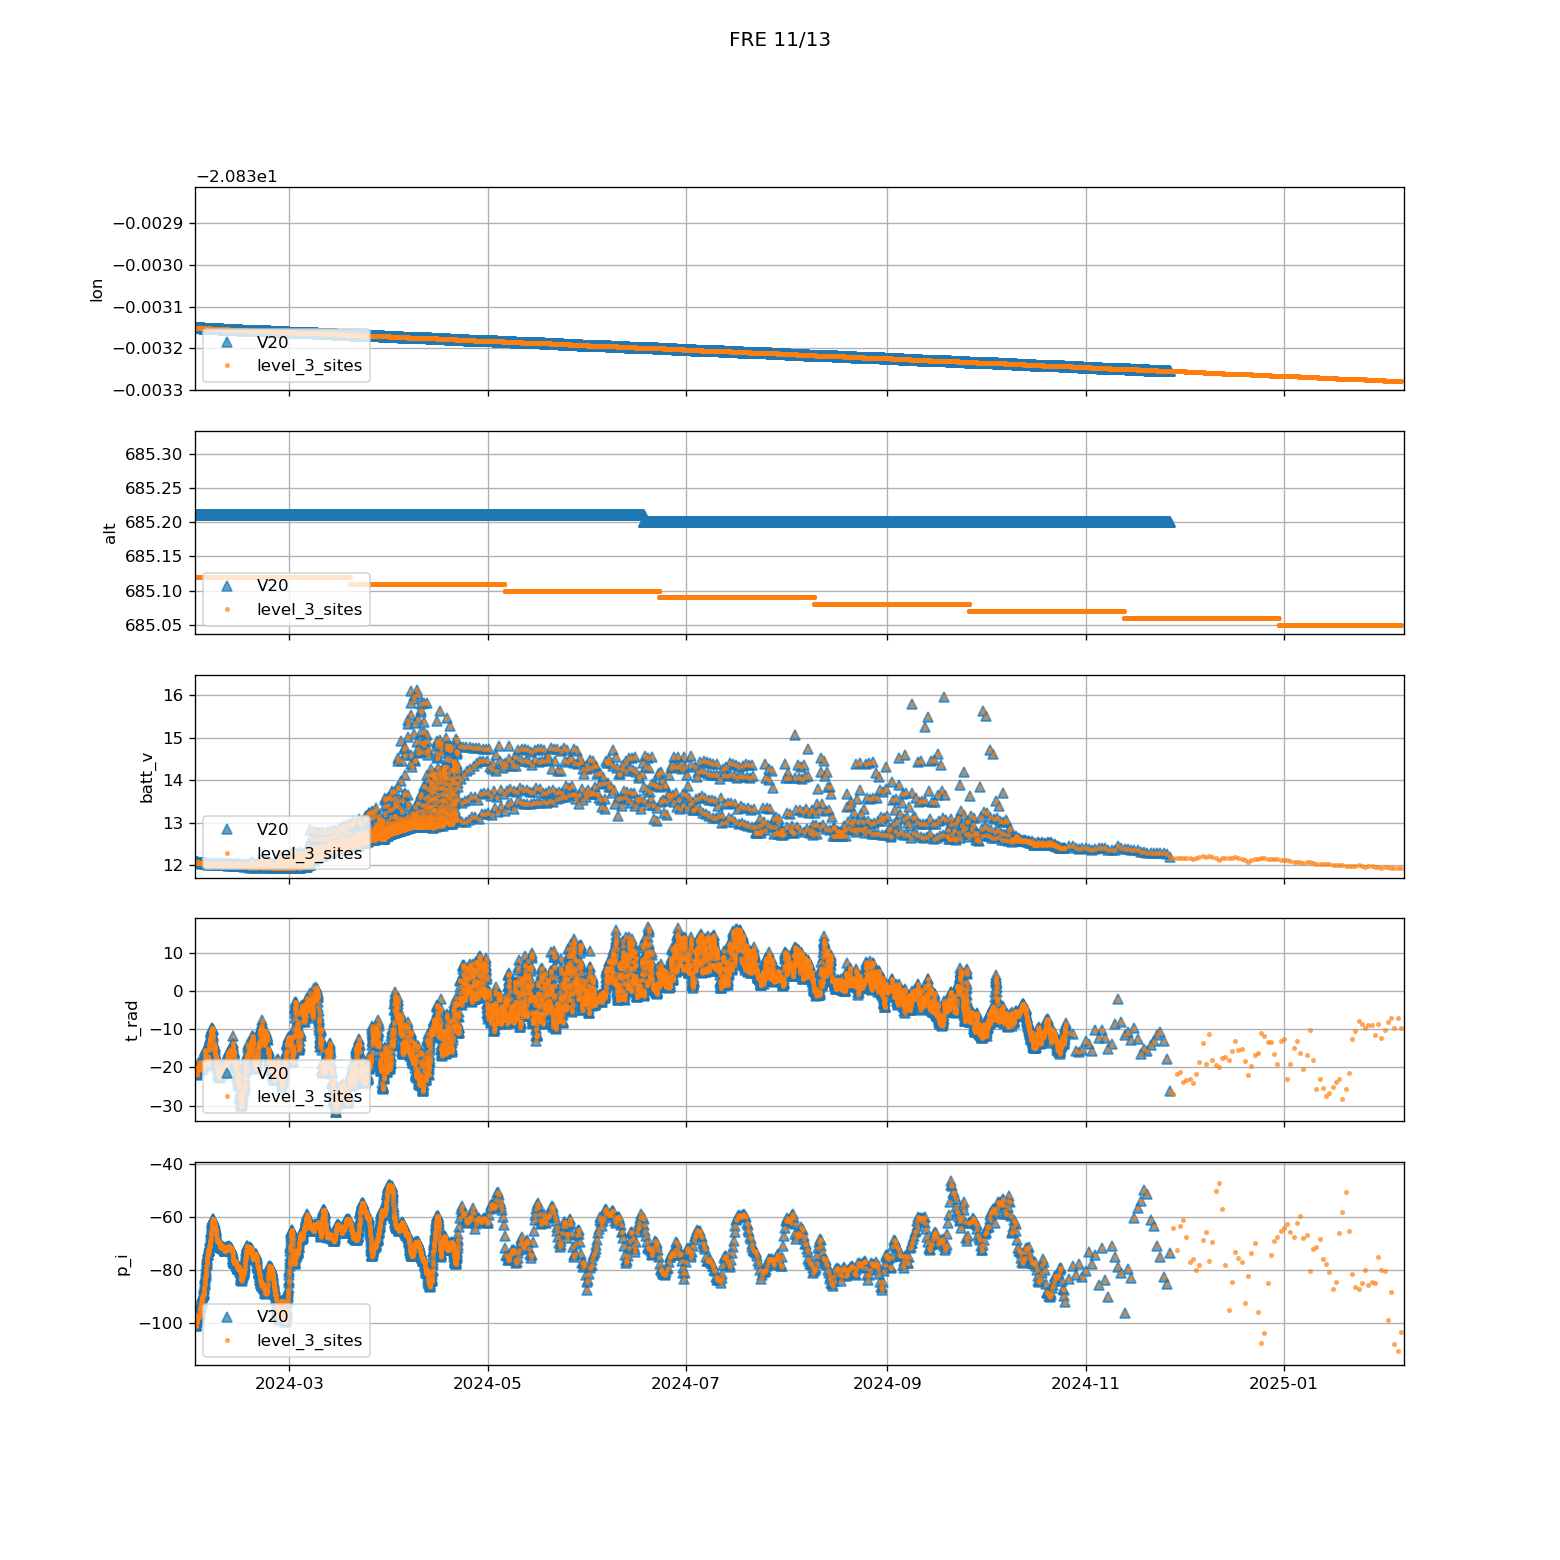 FRE 11/13
−2.083e1
−0.0029
−0.0030
−0.0031
−0.0032
−0.0033
lon
V20
level_3_sites
685.30
685.25
685.20
685.15
685.10
685.05
alt
V20
level_3_sites
16
15
14
13
12
batt_v
V20
level_3_sites
10
0
−10
−20
−30
t_rad
V20
level_3_sites
−40
−60
−80
−100
p_i
V20
level_3_sites
2024-03 2024-05 2024-07 2024-09 2024-11 2025-01